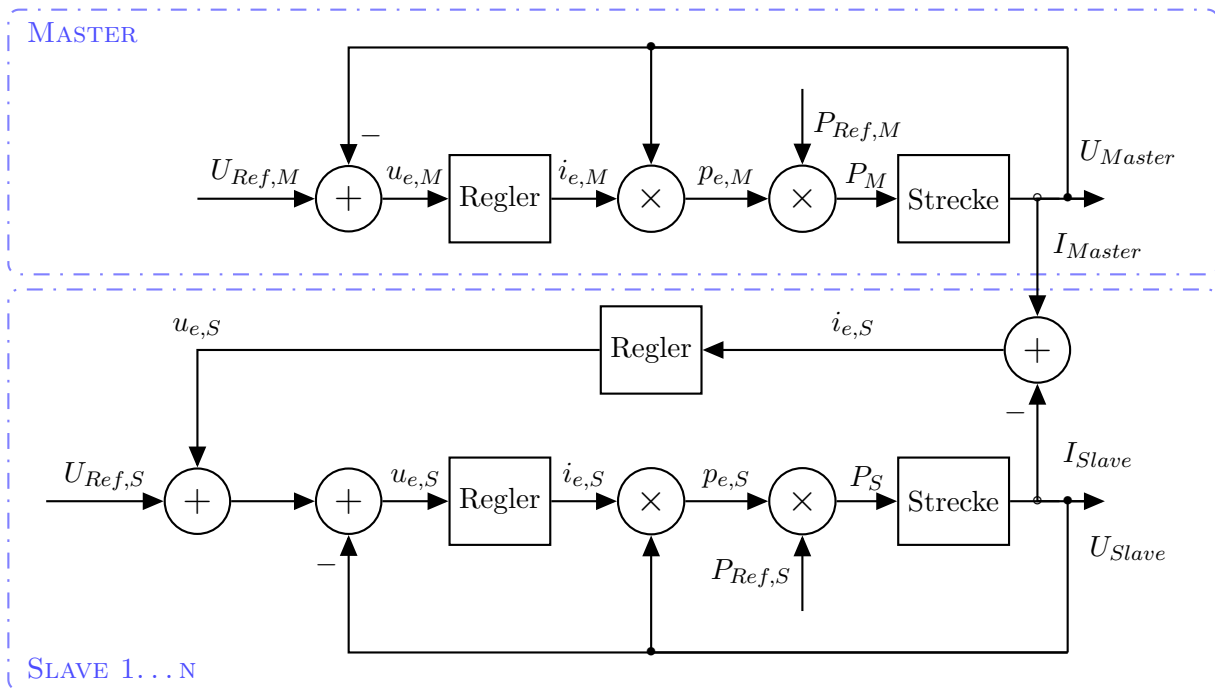 MASTER
−
P_{Ref,M}
U_{Master}
U_{Ref,M}
u_{e,M}
i_{e,M}
p_{e,M}
P_M
+
Regler
×
×
Strecke
I_{Master}
u_{e,S}
i_{e,S}
Regler
+
−
I_{Slave}
U_{Ref,S}
u_{e,S}
i_{e,S}
p_{e,S}
P_S
+
+
Regler
×
×
Strecke
U_{Slave}
−
P_{Ref,S}
SLAVE 1...N